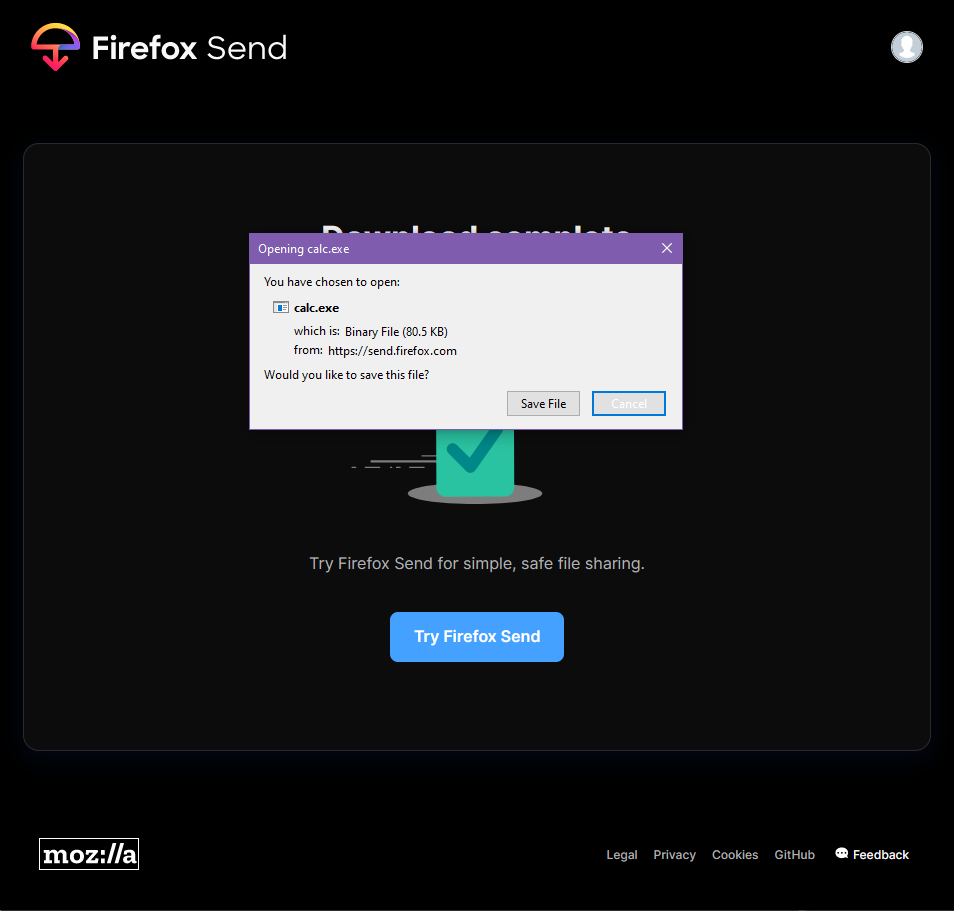 Firefox Send
Download complete
Opening calc.exe
You have chosen to open:
calc.exe
which is: Binary File (80.5 KB)
from: https://send.firefox.com
Would you like to save this file?
Save File Cancel
Try Firefox Send for simple, safe file sharing.
Try Firefox Send
moz://a Legal Privacy Cookies GitHub Feedback